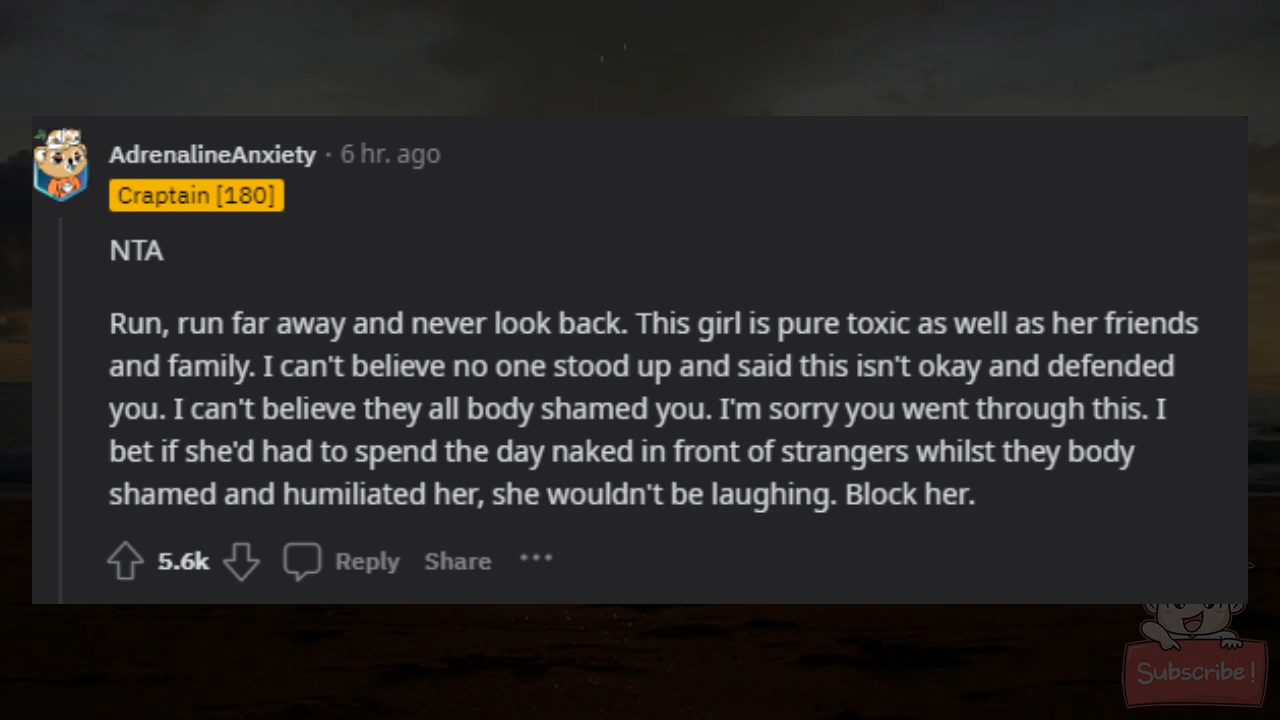 AdrenalineAnxiety · 6 hr. ago
Craptain [180]
NTA
Run, run far away and never look back. This girl is pure toxic as well as her friends
and family. I can't believe no one stood up and said this isn't okay and defended
you. I can't believe they all body shamed you. I'm sorry you went through this. I
bet if she'd had to spend the day naked in front of strangers whilst they body
shamed and humiliated her, she wouldn't be laughing. Block her.
5.6k Reply Share ···
Subscribe!